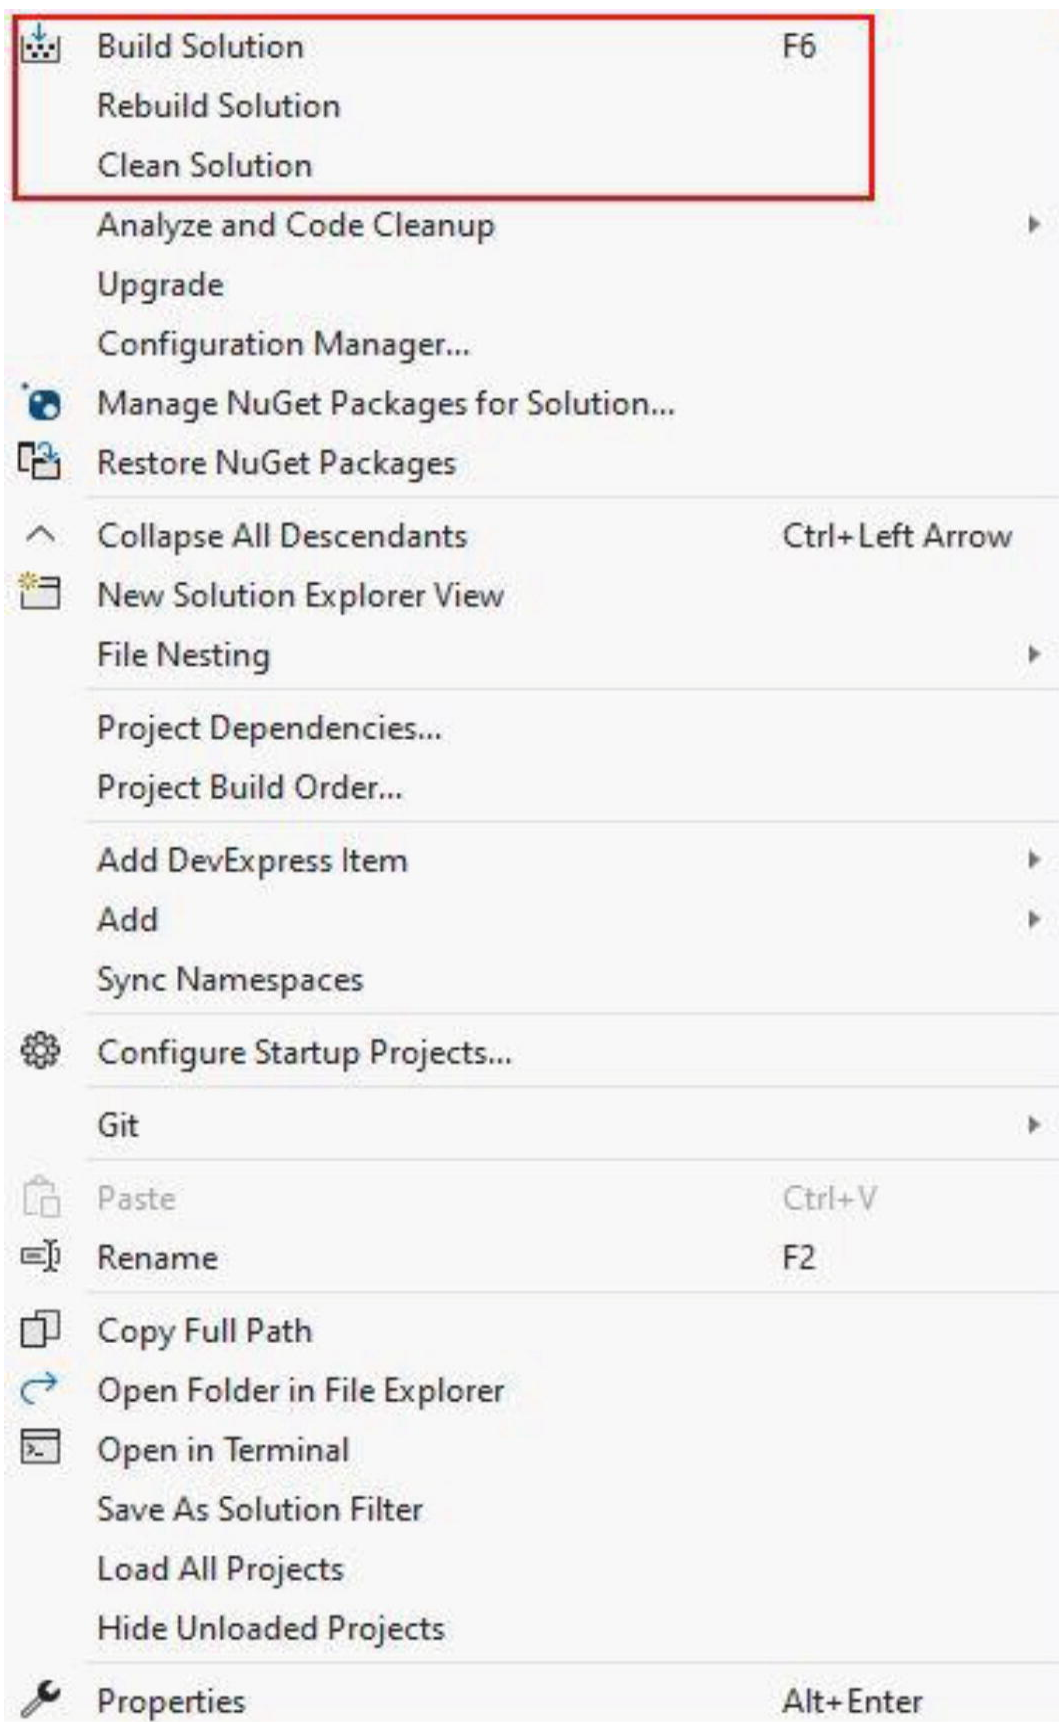 Build Solution F6
Rebuild Solution
Clean Solution
Analyze and Code Cleanup
Upgrade
Configuration Manager...
Manage NuGet Packages for Solution...
Restore NuGet Packages
Collapse All Descendants Ctrl+Left Arrow
New Solution Explorer View
File Nesting
Project Dependencies...
Project Build Order...
Add DevExpress Item
Add
Sync Namespaces
Configure Startup Projects...
Git
Paste Ctrl+V
Rename F2
Copy Full Path
Open Folder in File Explorer
Open in Terminal
Save As Solution Filter
Load All Projects
Hide Unloaded Projects
Properties Alt+Enter